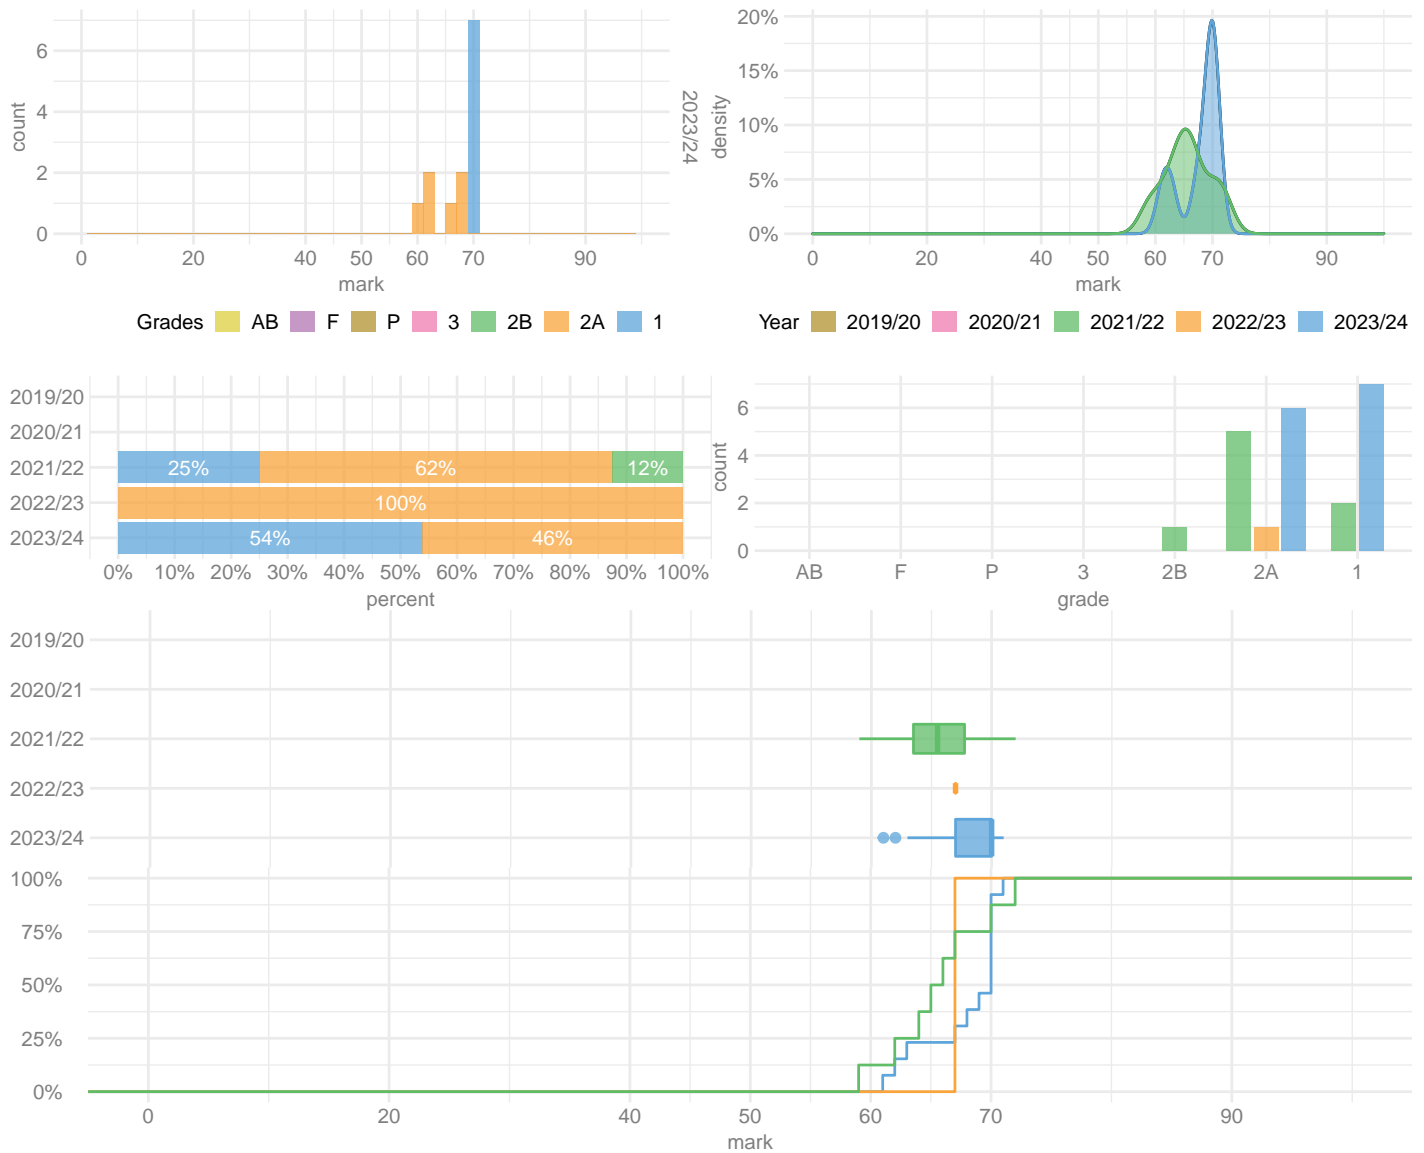 6
4
2
0
count
0 20 40 50 60 70 90
mark
2023/24
20%
15%
10%
5%
0%
density
0 20 40 50 60 70 90
mark
Grades AB F P 3 2B 2A 1
Year 2019/20 2020/21 2021/22 2022/23 2023/24
2019/20
2020/21
2021/22 25% 62% 12%
2022/23 100%
2023/24 54% 46%
0% 10% 20% 30% 40% 50% 60% 70% 80% 90% 100%
percent
6
4
2
0
count
AB F P 3 2B 2A 1
grade
2019/20
2020/21
2021/22
2022/23
2023/24
100%
75%
50%
25%
0%
0 20 40 50 60 70 90
mark